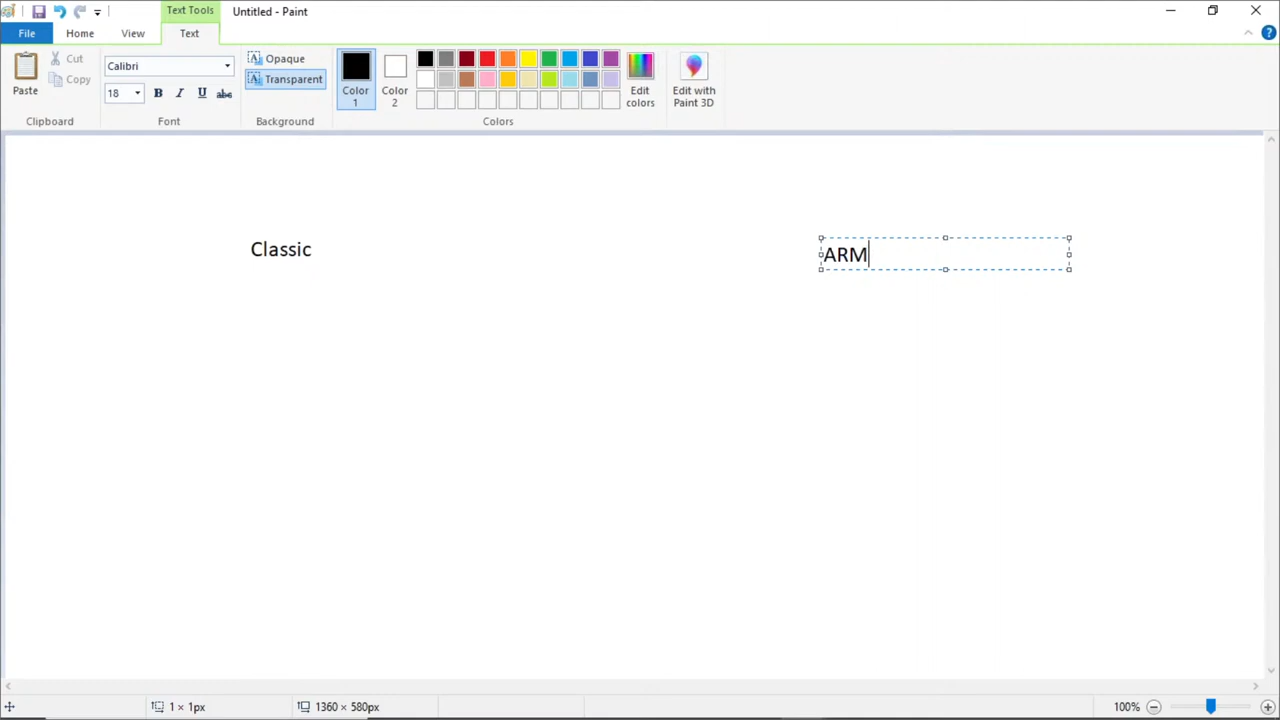 Text Tools
Untitled - Paint
File
Home
View
Text
Paste
Cut
Copy
Clipboard
Calibri
18
B I U abc
Font
Opaque
Transparent
Background
Color 1
Color 2
Edit colors
Colors
Edit with Paint 3D
Classic
ARM
1 × 1px
1360 × 580px
100%